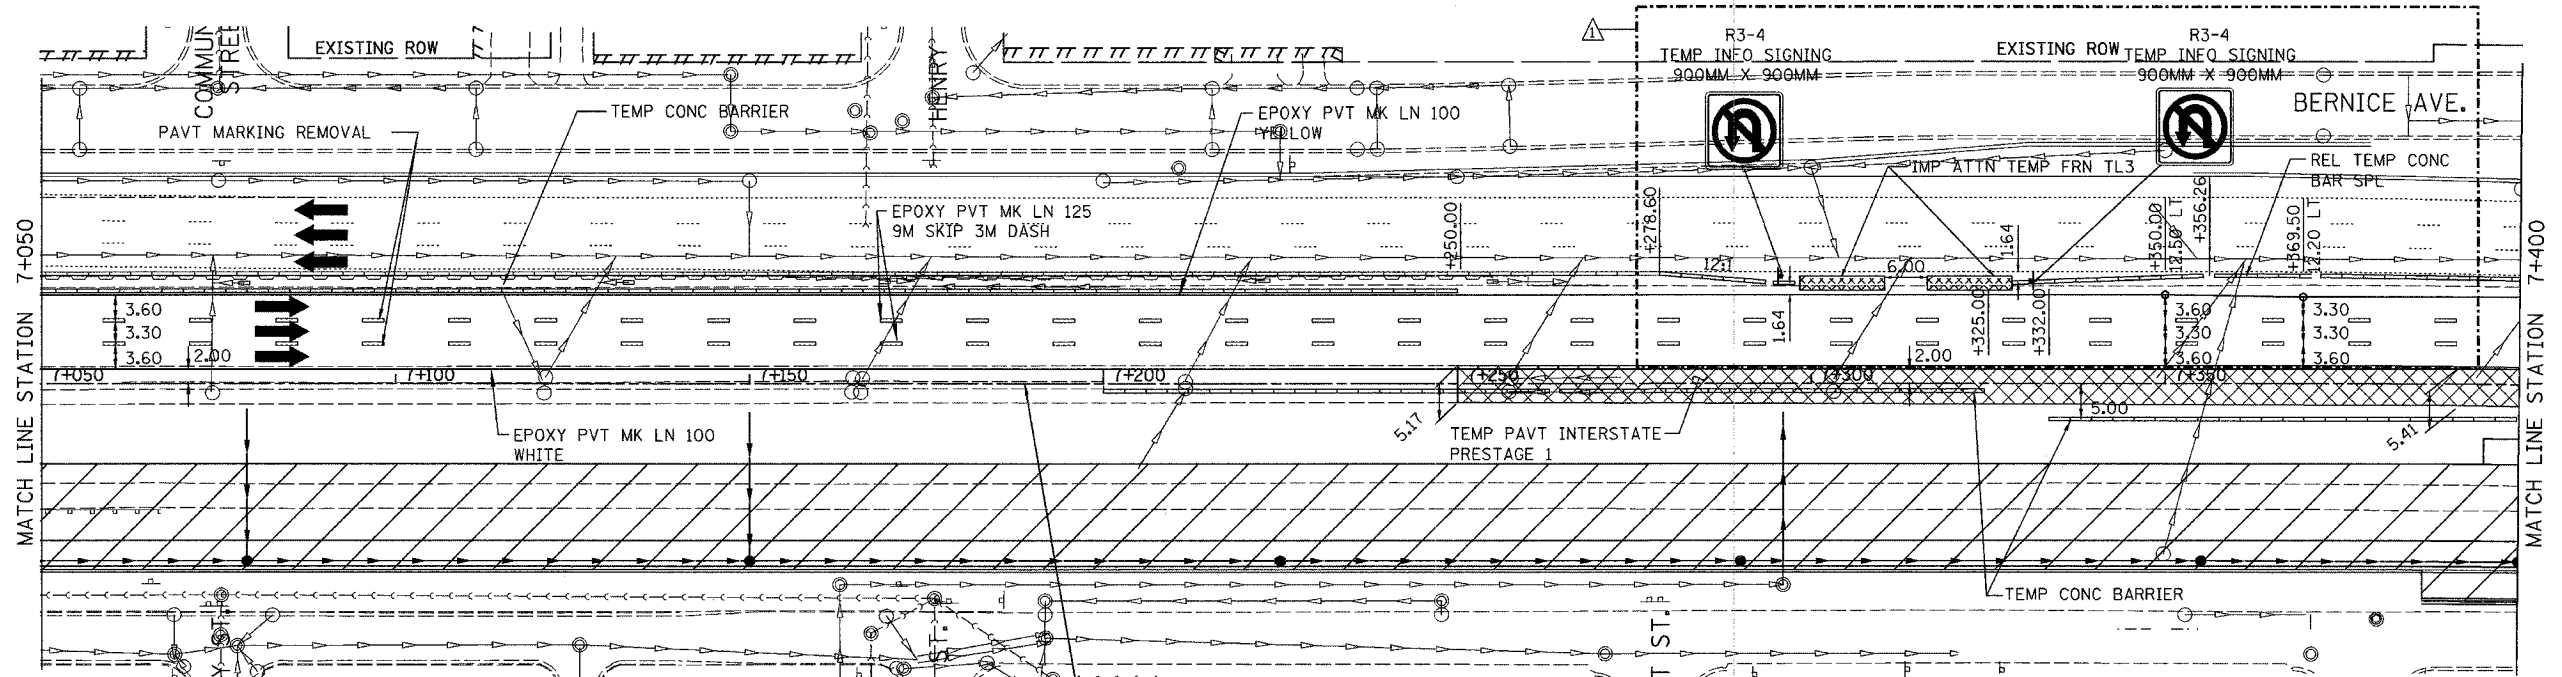 EXISTING ROW
COMMUN
STREE
HENRY
1
R3-4
TEMP INFO SIGNING
900MM X 900MM
EXISTING ROW
R3-4
TEMP INFO SIGNING
900MM X 900MM
BERNICE AVE.
PAVT MARKING REMOVAL
TEMP CONC BARRIER
EPOXY PVT MK LN 100
YELLOW
IMP ATTN TEMP FRN TL3
REL TEMP CONC
BAR SPL
EPOXY PVT MK LN 125
9M SKIP 3M DASH
+250.00
+278.60
12:1
6.00
1.64
+350.00
12.50 LT
+356.26
+369.50
12.20 LT
MATCH LINE STATION 7+050
MATCH LINE STATION 7+400
3.60
3.30
3.60
2.00
1.64
+325.00
+332.00
2.00
3.60
3.30
3.60
3.30
3.30
3.60
7+050
7+100
7+150
7+200
7+250
7+300
7+350
5.17
5.00
5.41
EPOXY PVT MK LN 100
WHITE
TEMP PAVT INTERSTATE
PRESTAGE 1
TEMP CONC BARRIER
Y ST.
ST.
T ST.